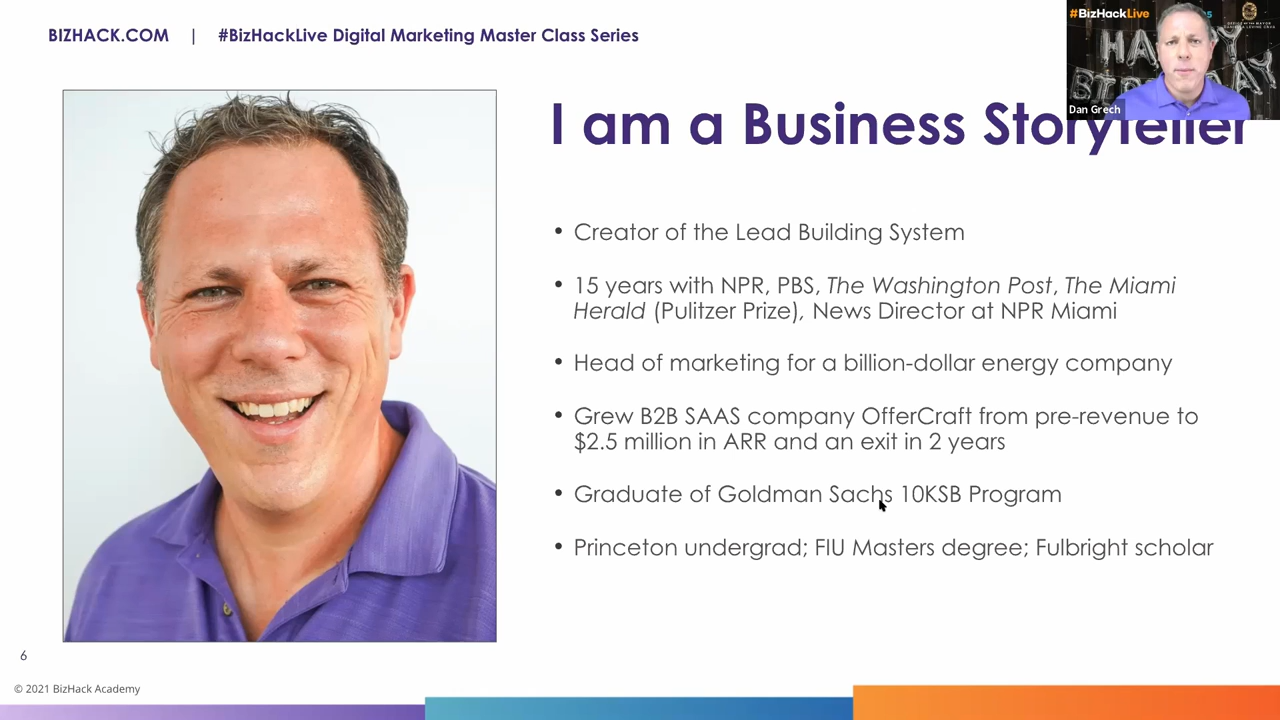 BIZHACK.COM | #BizHackLive Digital Marketing Master Class Series
#BizHackLive
HAPPY
Dan Grech
I am a Business Storyteller
• Creator of the Lead Building System
• 15 years with NPR, PBS, The Washington Post, The Miami
Herald (Pulitzer Prize), News Director at NPR Miami
• Head of marketing for a billion-dollar energy company
• Grew B2B SAAS company OfferCraft from pre-revenue to
$2.5 million in ARR and an exit in 2 years
• Graduate of Goldman Sachs 10KSB Program
• Princeton undergrad; FIU Masters degree; Fulbright scholar
6
© 2021 BizHack Academy